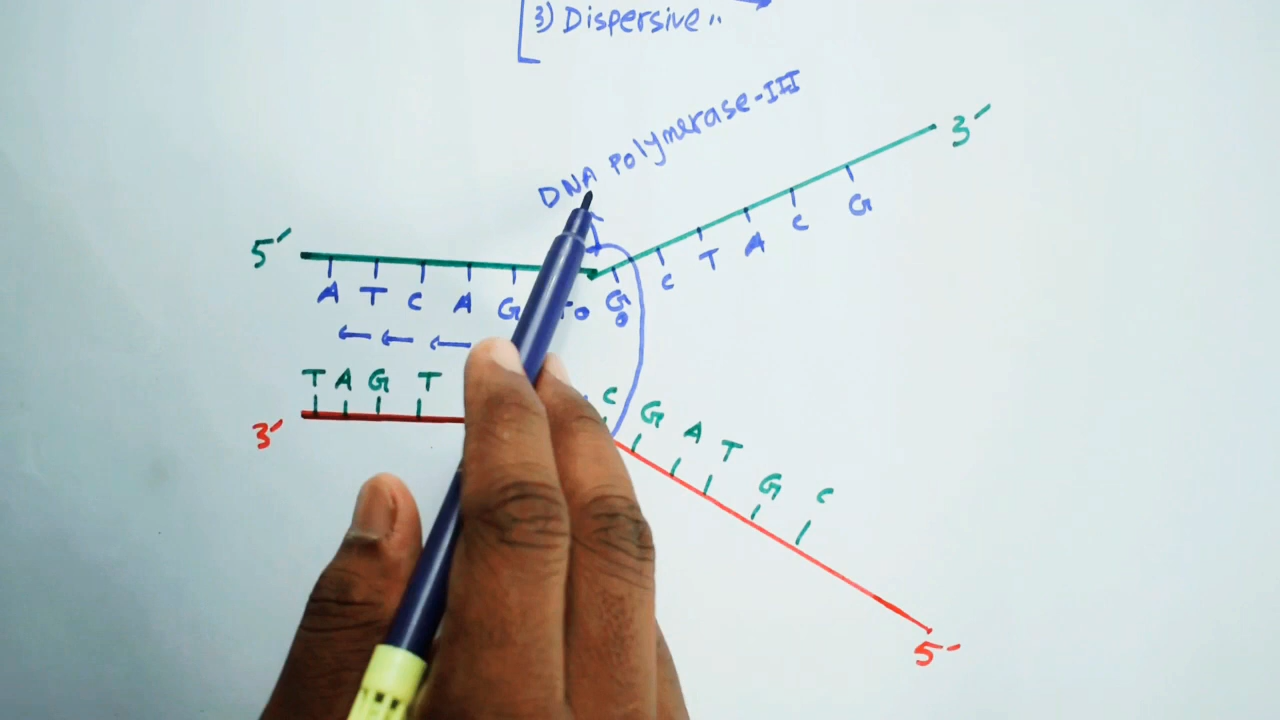 3) Dispersive ,,
DNA Polymerase-III
3'
5'
A T C A G T G C T A C G
T A G T C G A T G C
3'
5'